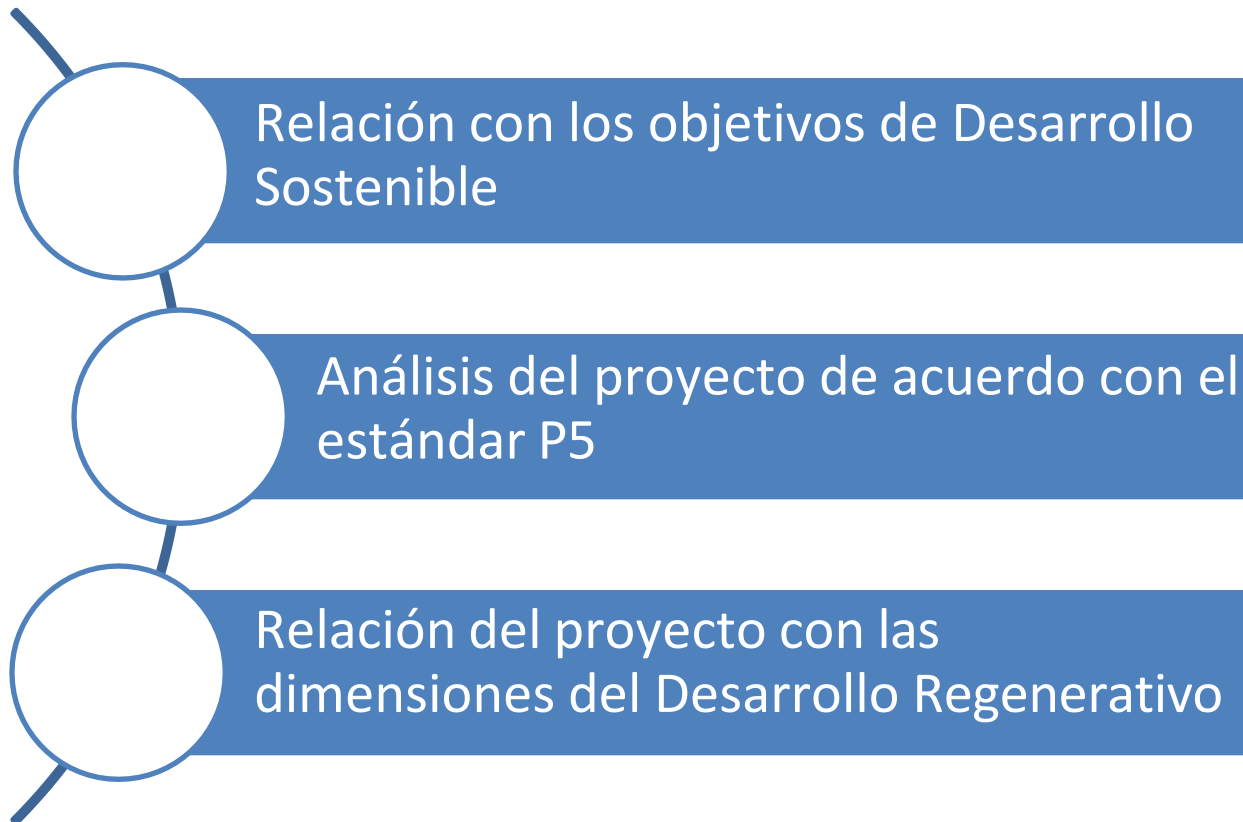 Relación con los objetivos de Desarrollo
Sostenible
Análisis del proyecto de acuerdo con el
estándar P5
Relación del proyecto con las
dimensiones del Desarrollo Regenerativo